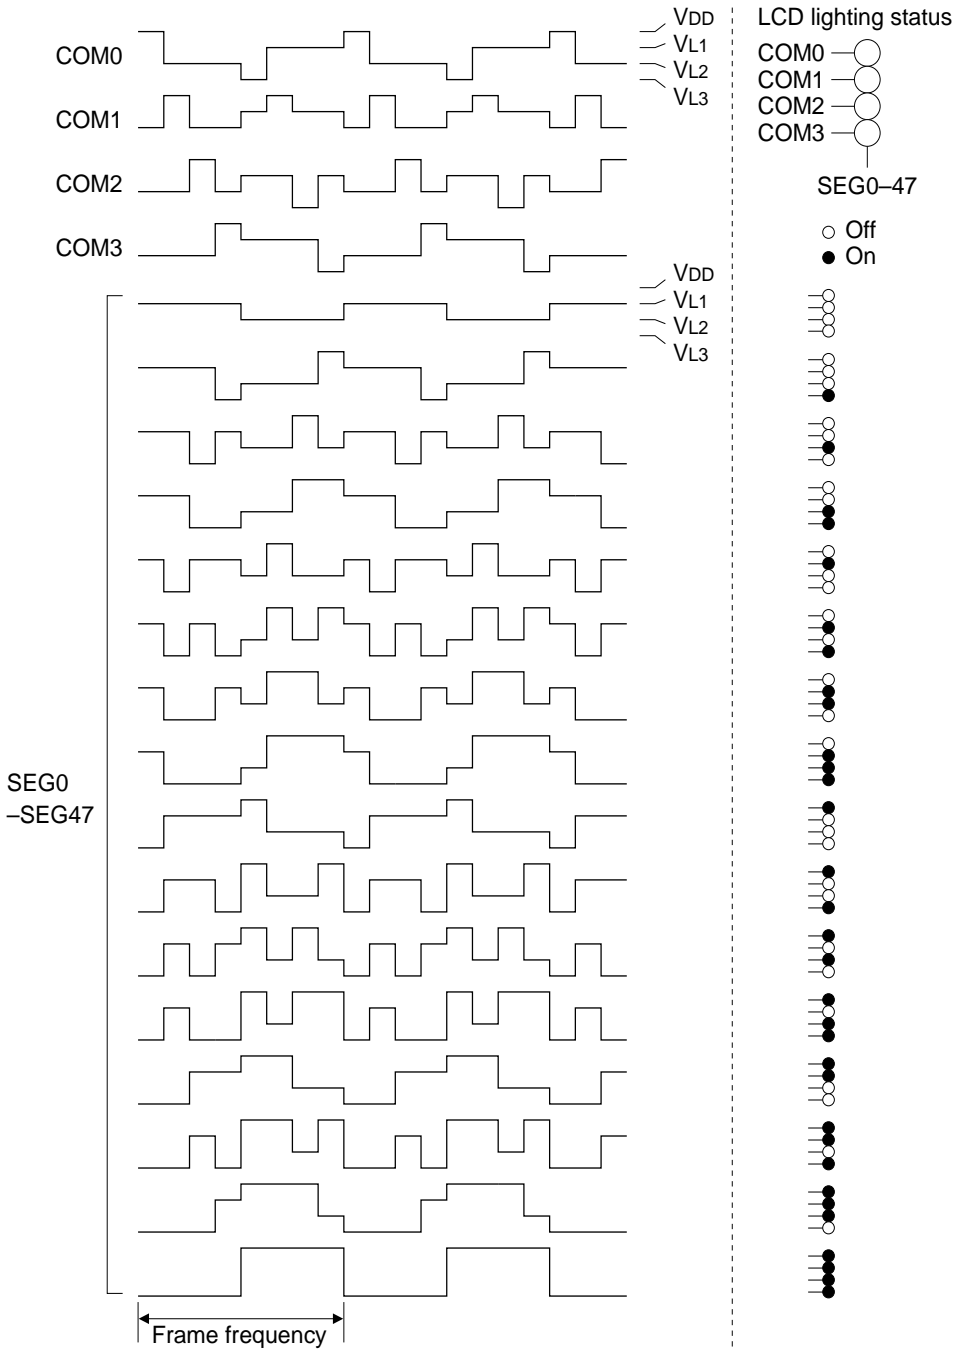 COM0
COM1
COM2
COM3
VDD
VL1
VL2
VL3
VDD
VL1
VL2
VL3
SEG0
–SEG47
Frame frequency
LCD lighting status
COM0
COM1
COM2
COM3
SEG0–47
Off
On